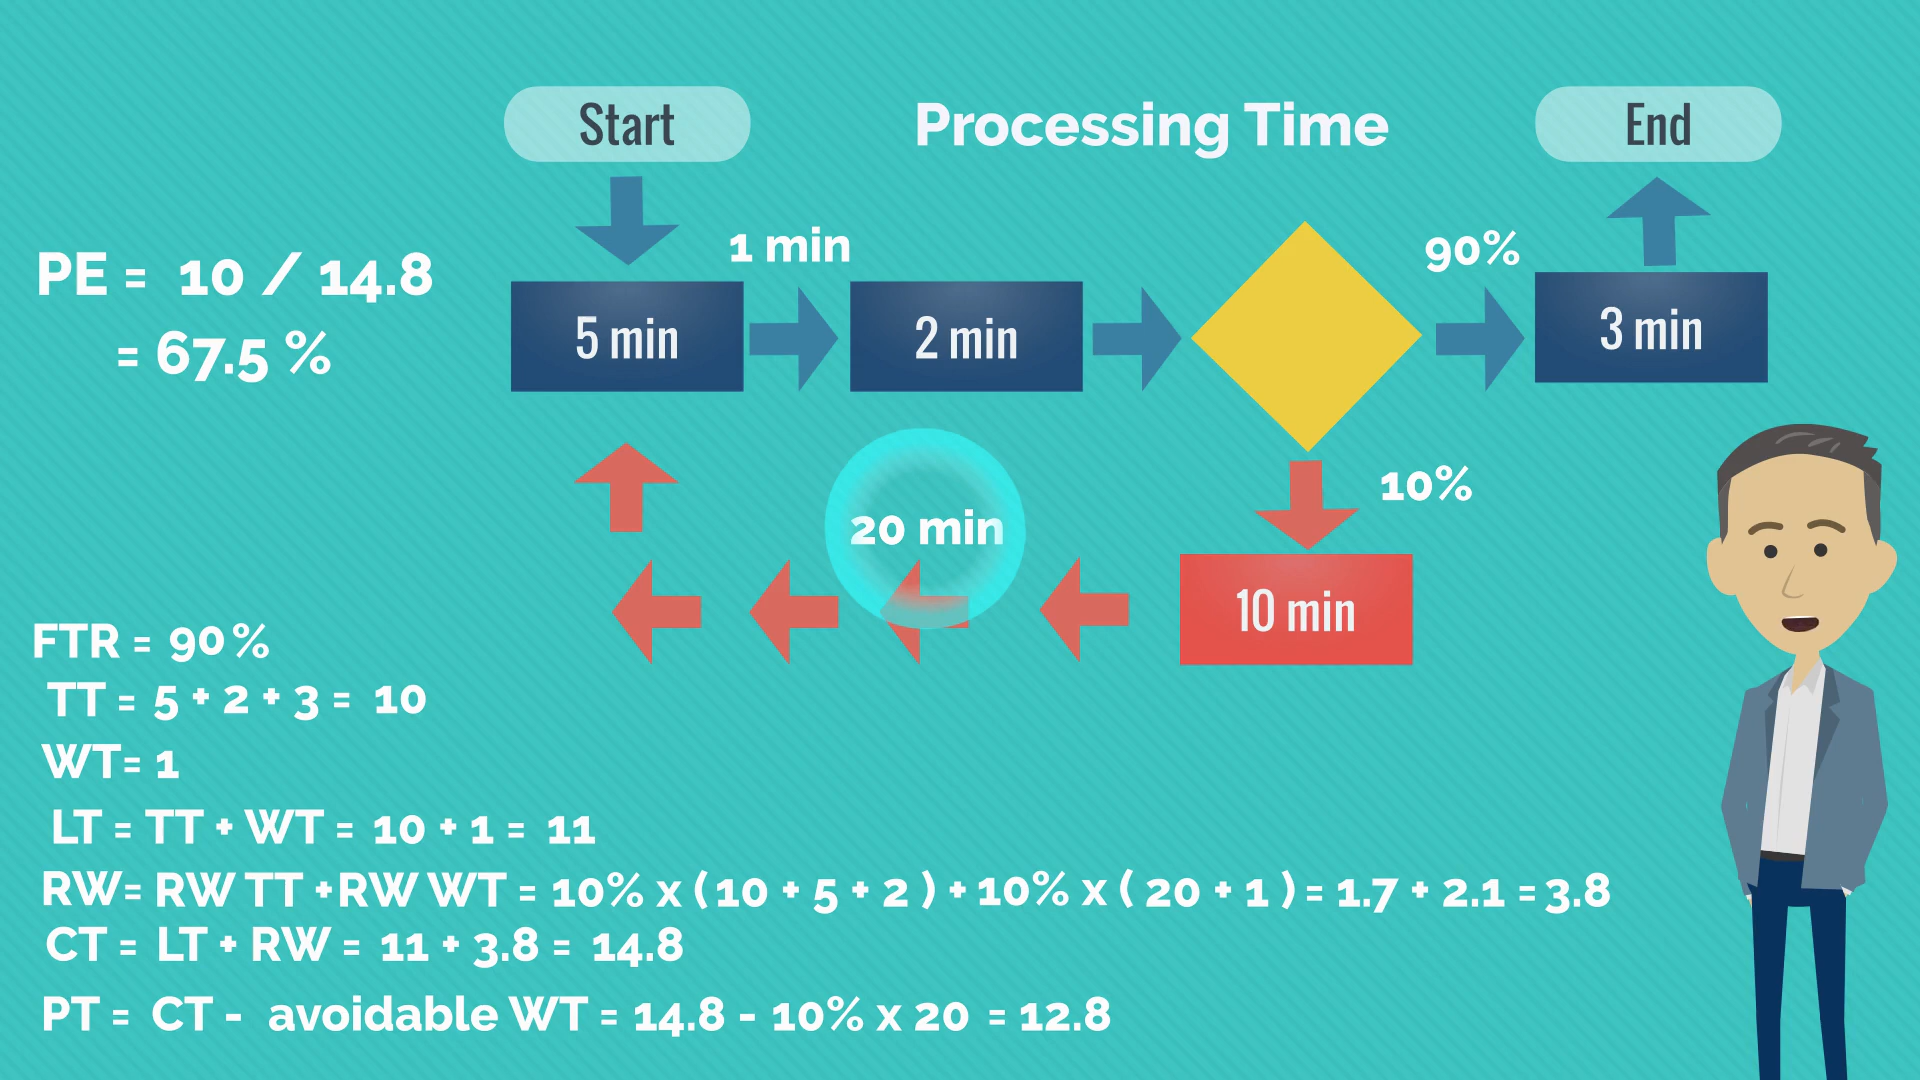 Start
Processing Time
End
1 min
90%
PE = 10 / 14.8
= 67.5 %
5 min
2 min
3 min
10%
20 min
10 min
FTR = 90 %
TT = 5 + 2 + 3 = 10
WT= 1
LT = TT + WT = 10 + 1 = 11
RW= RW TT + RW WT = 10% x ( 10 + 5 + 2 ) + 10% x ( 20 + 1 ) = 1.7 + 2.1 = 3.8
CT = LT + RW = 11 + 3.8 = 14.8
PT = CT - avoidable WT = 14.8 - 10% x 20 = 12.8